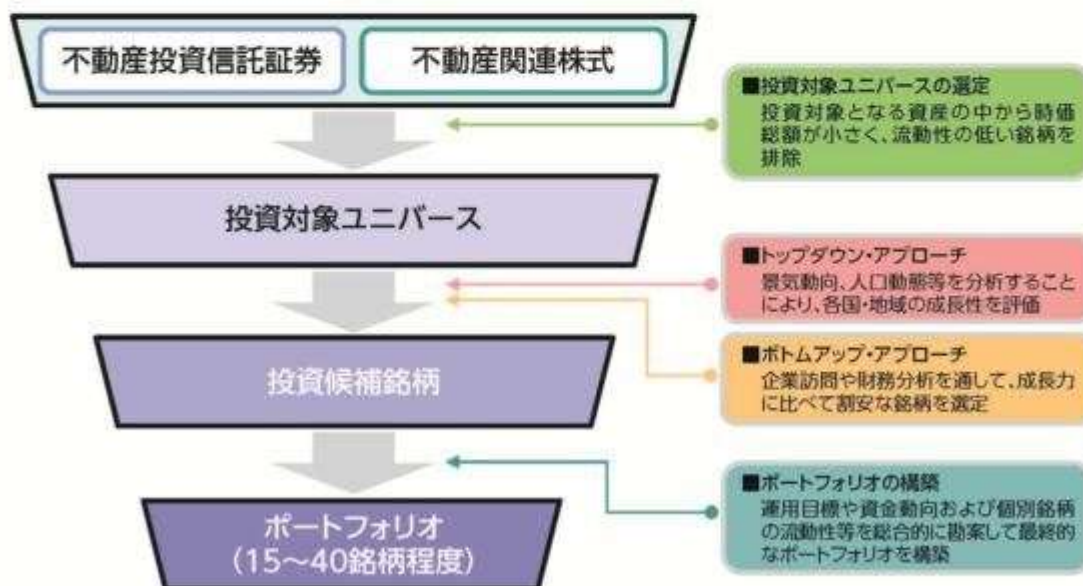 不動産投資信託証券
不動産関連株式
■投資対象ユニバースの選定
投資対象となる資産の中から時価
総額が小さく、流動性の低い銘柄を
排除
投資対象ユニバース
■トップダウン・アプローチ
景気動向、人口動態等を分析すること
により、各国・地域の成長性を評価
■ボトムアップ・アプローチ
企業訪問や財務分析を通して、成長力
に比べて割安な銘柄を選定
投資候補銘柄
■ポートフォリオの構築
運用目標や資金動向および個別銘柄
の流動性等を総合的に勘案して最終的
なポートフォリオを構築
ポートフォリオ
(15～40銘柄程度)